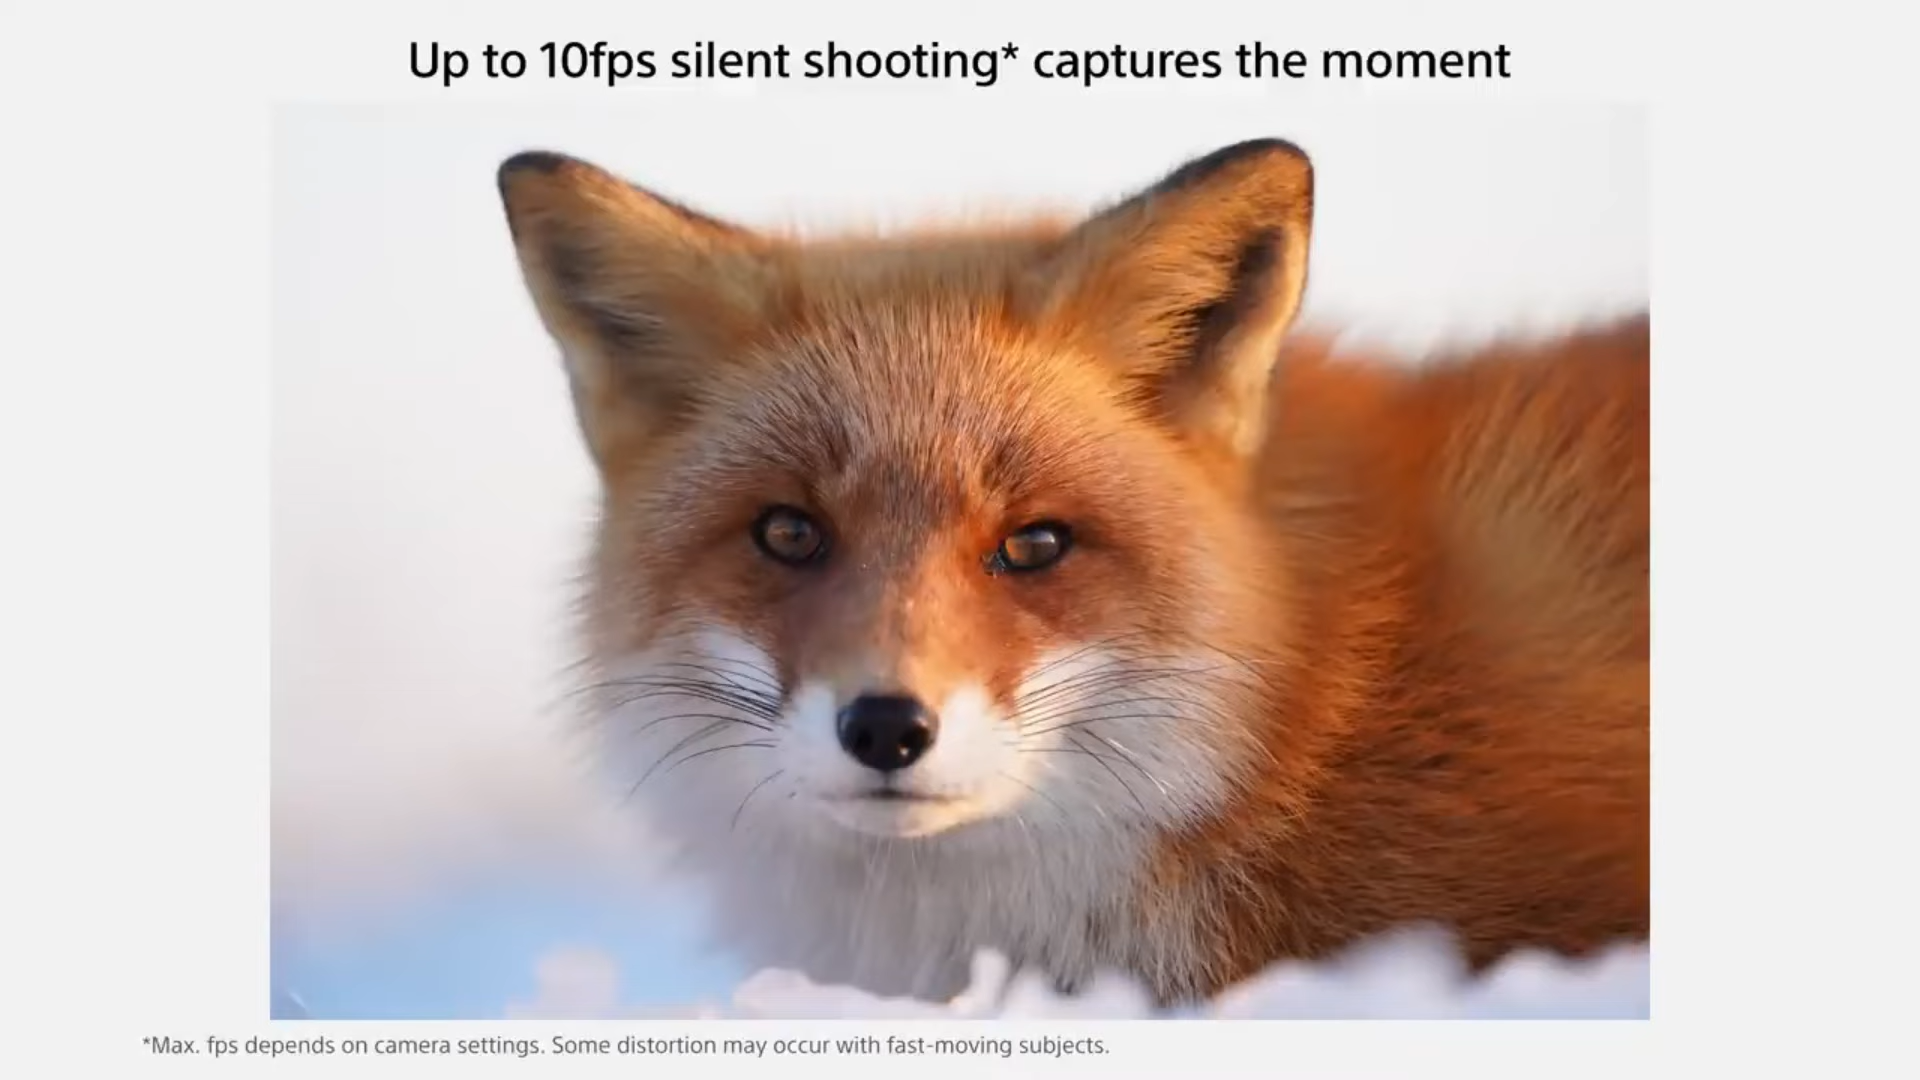 Up to 10fps silent shooting* captures the moment
*Max. fps depends on camera settings. Some distortion may occur with fast-moving subjects.